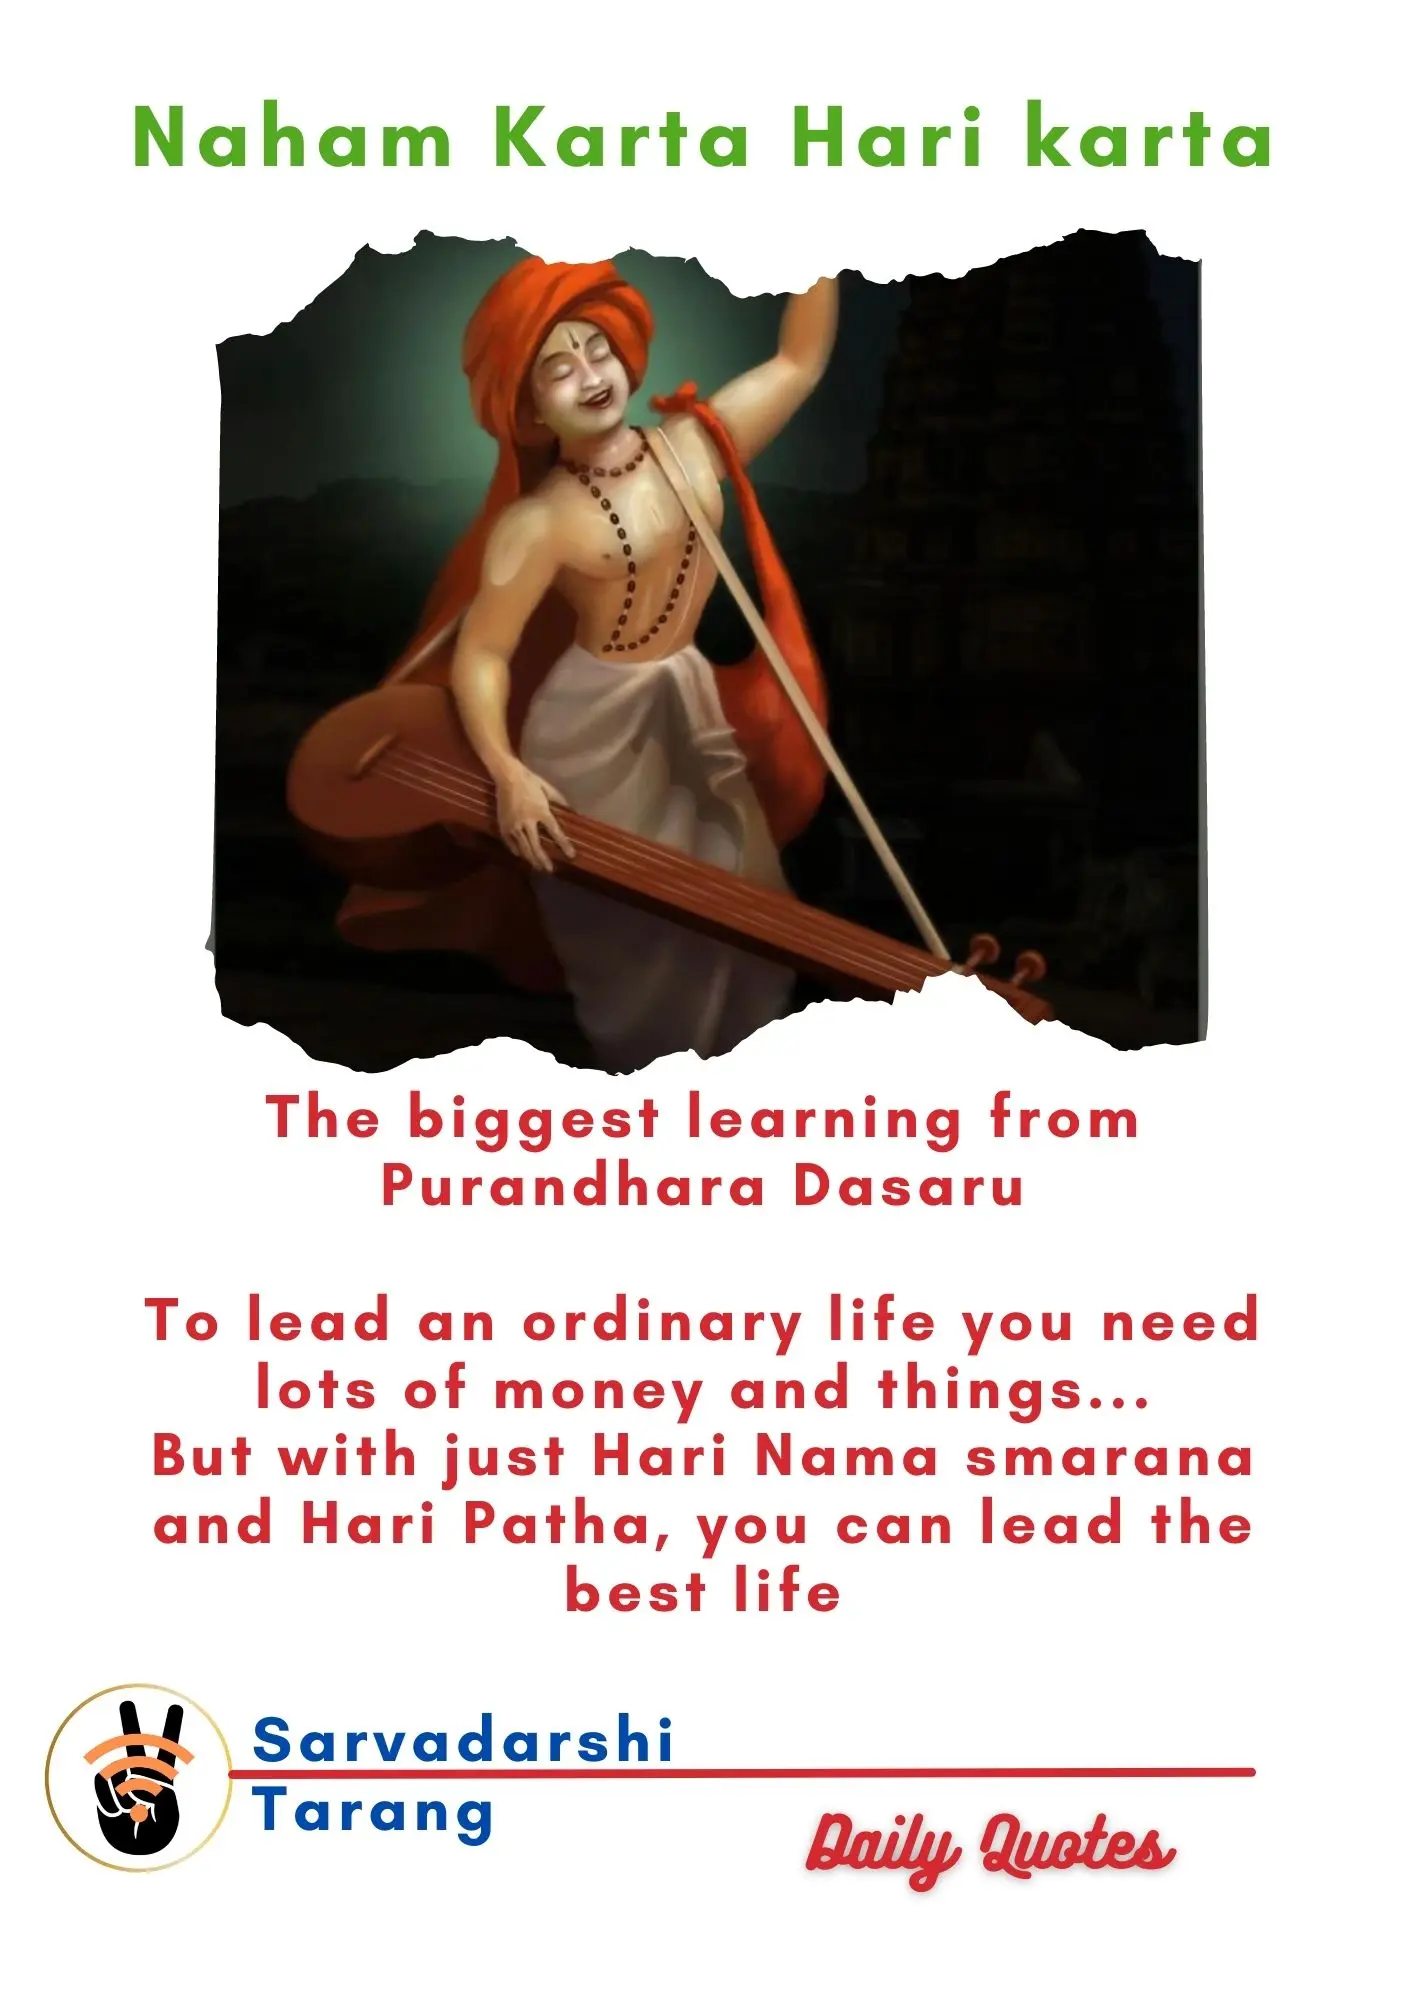 Naham Karta Hari karta
The biggest learning from
Purandhara Dasaru
To lead an ordinary life you need
lots of money and things...
But with just Hari Nama smarana
and Hari Patha, you can lead the
best life
Sarvadarshi
Tarang
Daily Quotes